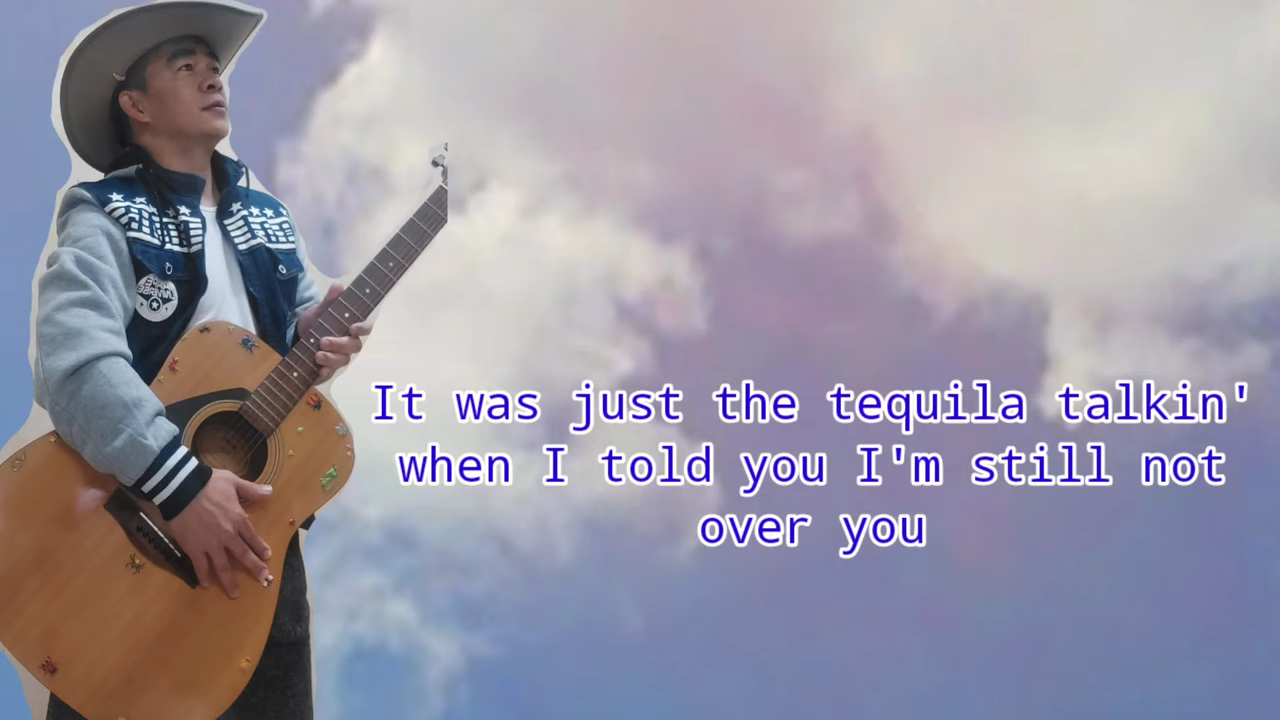 It was just the tequila talkin'
when I told you I'm still not
over you